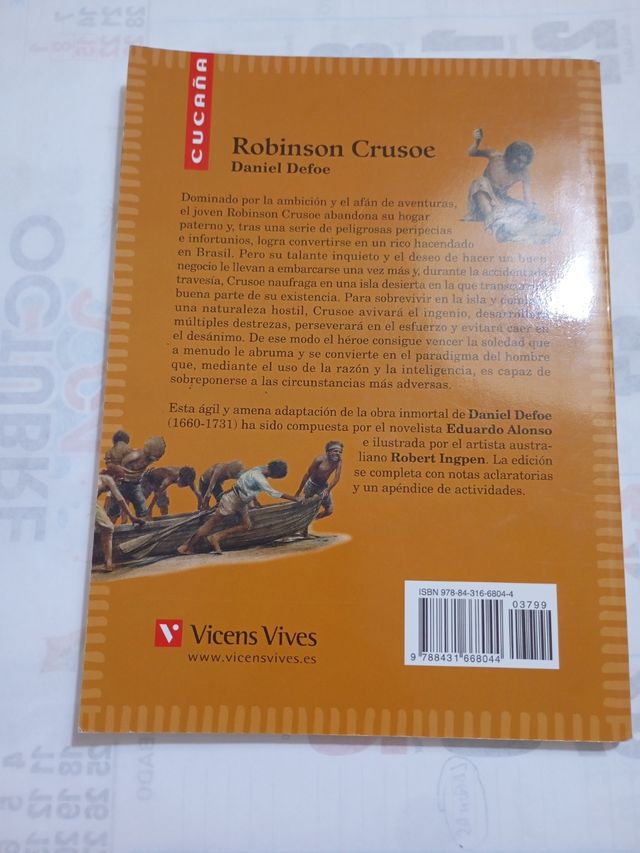 CUCAÑA
Robinson Crusoe
Daniel Defoe
Dominado por la ambición y el afán de aventuras,
el joven Robinson Crusoe abandona su hogar
paterno y, tras una serie de peligrosas peripecias
e infortunios, logra convertirse en un rico hacendado
en Brasil. Pero su talante inquieto y el deseo de hacer un buen
negocio le llevan a embarcarse una vez más y, durante la accidentada
travesía, Crusoe naufraga en una isla desierta en la que
buena parte de su existencia. Para sobrevivir en la isla y
una naturaleza hostil, Crusoe avivará el ingenio, desarrollará
múltiples destrezas, perseverará en el esfuerzo y evitará caer en
el desánimo. De ese modo el héroe consigue vencer la soledad que
a menudo le abruma y se convierte en el paradigma del hombre
que, mediante el uso de la razón y la inteligencia, es capaz de
sobreponerse a las circunstancias más adversas.
Esta ágil y amena adaptación de la obra inmortal de Daniel Defoe
(1660-1731) ha sido compuesta por el novelista Eduardo Alonso
e ilustrada por el artista austra-
liano Robert Ingpen. La edición
se completa con notas aclaratorias
y un apéndice de actividades.
ISBN 978-84-316-6804-4
03799
9 788431 668044
Vicens Vives
www.vicensvives.es
OCTUBRE